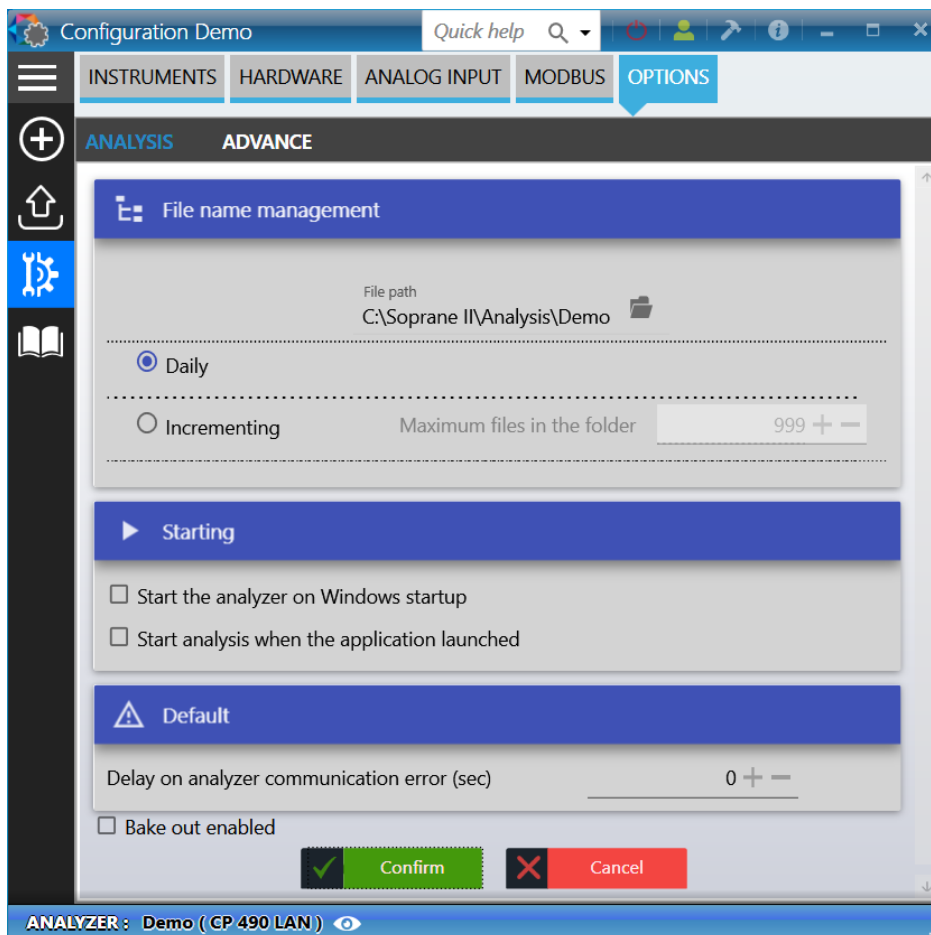 Configuration Demo
Quick help
INSTRUMENTS HARDWARE ANALOG INPUT MODBUS OPTIONS
ANALYSIS ADVANCE
File name management
File path
C:\Soprane II\Analysis\Demo
Daily
Incrementing Maximum files in the folder 999
Starting
Start the analyzer on Windows startup
Start analysis when the application launched
Default
Delay on analyzer communication error (sec) 0
Bake out enabled
Confirm Cancel
ANALYZER : Demo ( CP 490 LAN )